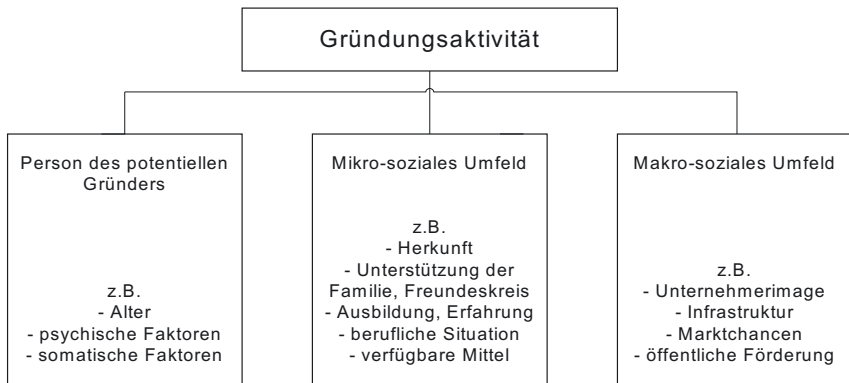 Gründungsaktivität
Person des potentiellen
Gründers
z.B.
- Alter
- psychische Faktoren
- somatische Faktoren
Mikro-soziales Umfeld
z.B.
- Herkunft
- Unterstützung der
Familie, Freundeskreis
- Ausbildung, Erfahrung
- berufliche Situation
- verfügbare Mittel
Makro-soziales Umfeld
z.B.
- Unternehmerimage
- Infrastruktur
- Marktchancen
- öffentliche Förderung